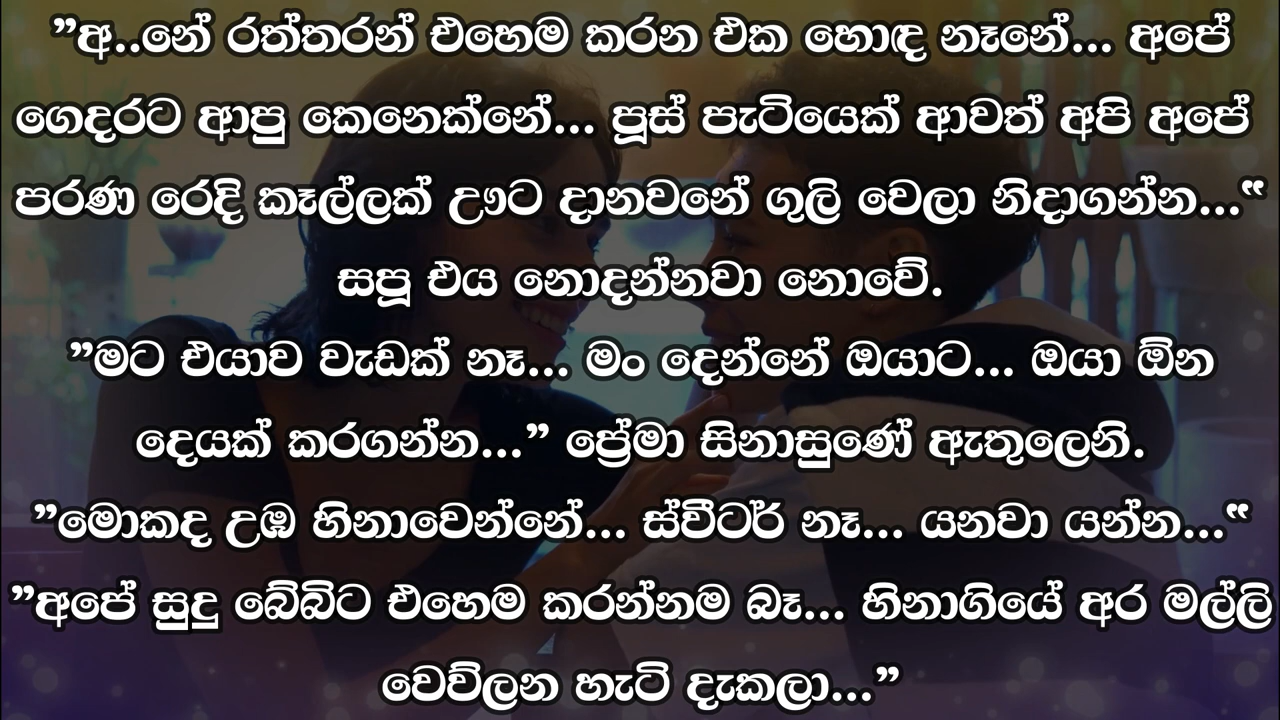 ”අ..නේ රත්තරන් එහෙම කරන එක හොඳ නෑනේ... අපේ
ගෙදරට ආපු කෙනෙක්නේ... පූස් පැටියෙක් ආවත් අපි අපේ
පරණ රෙදි කෑල්ලක් ඌට දානවනේ ගුලි වෙලා නිදාගන්න...“
සපූ එය නොදන්නවා නොවේ.
”මට එයාව වැඩක් නෑ... මං දෙන්නේ ඔයාට... ඔයා ඕන
දෙයක් කරගන්න...” ප්‍රේමා සිනාසුණේ ඇතුලෙනි.
”මොකද උඹ හිනාවෙන්නේ... ස්වීටර් නෑ... යනවා යන්න...“
”අපේ සුදු බේබිට එහෙම කරන්නම බෑ... හිනාගියේ අර මල්ලි
වෙව්ලන හැටි දැකලා...”